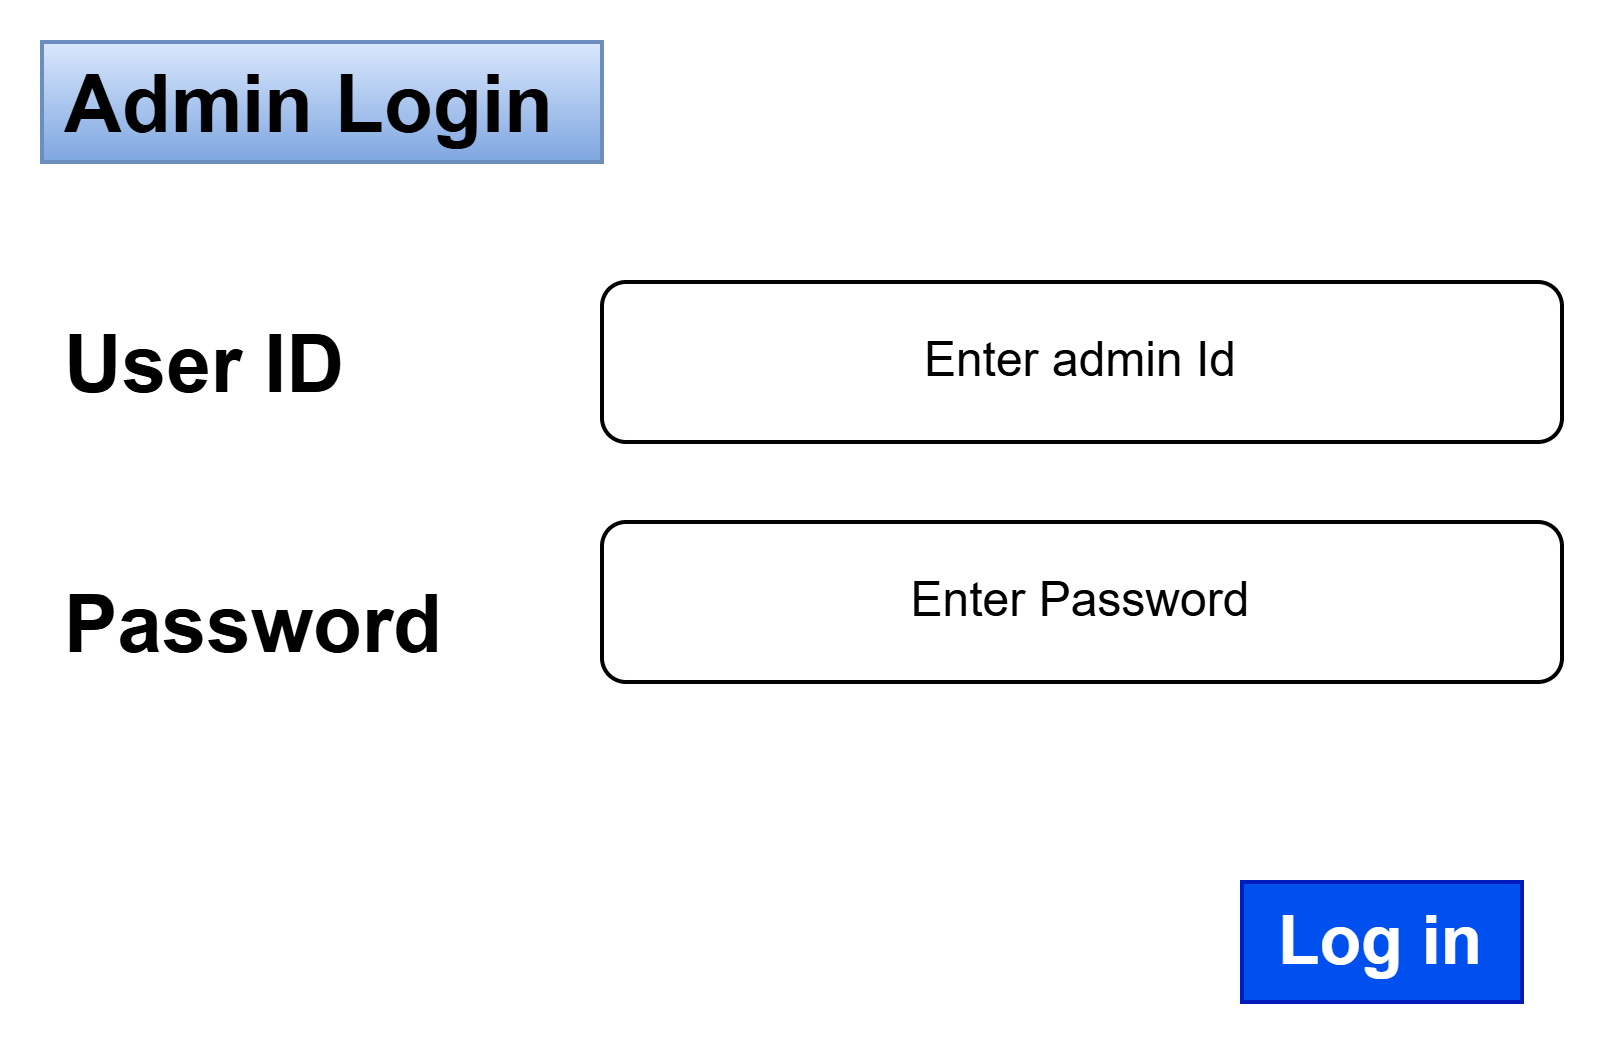 Admin Login
User ID
Enter admin Id
Password
Enter Password
Log in